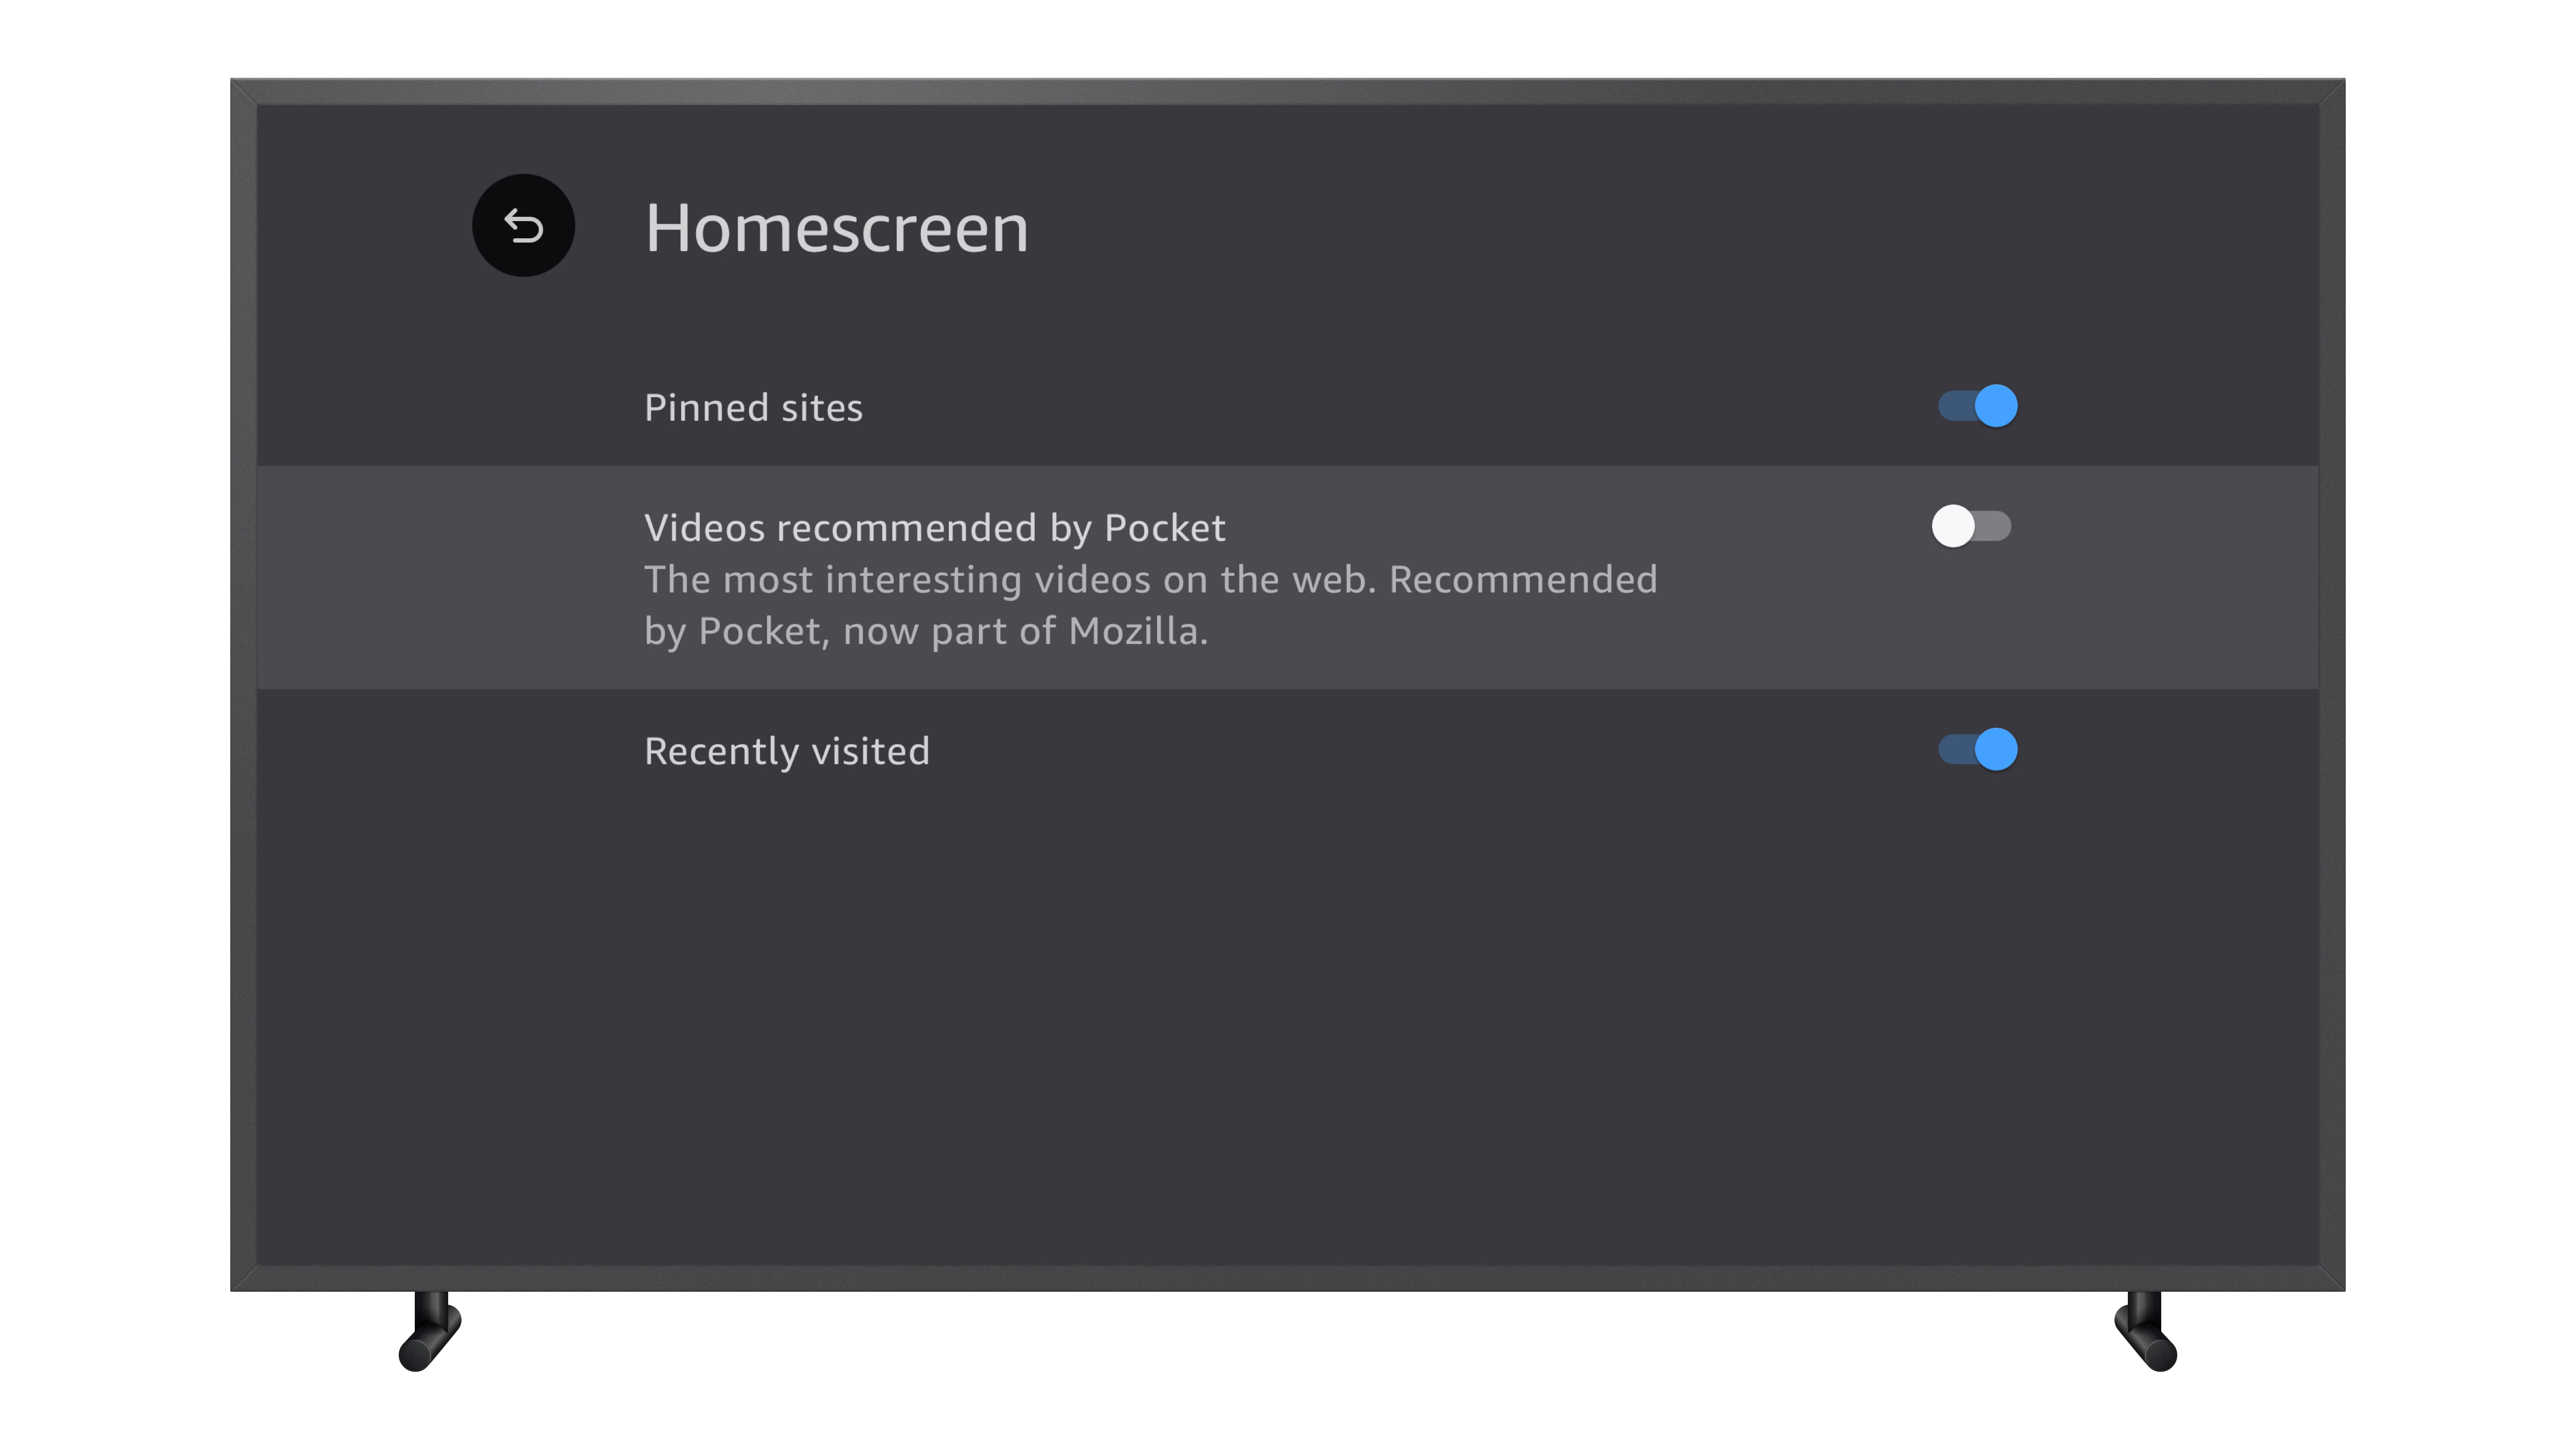 Homescreen
Pinned sites
Videos recommended by Pocket
The most interesting videos on the web. Recommended
by Pocket, now part of Mozilla.
Recently visited